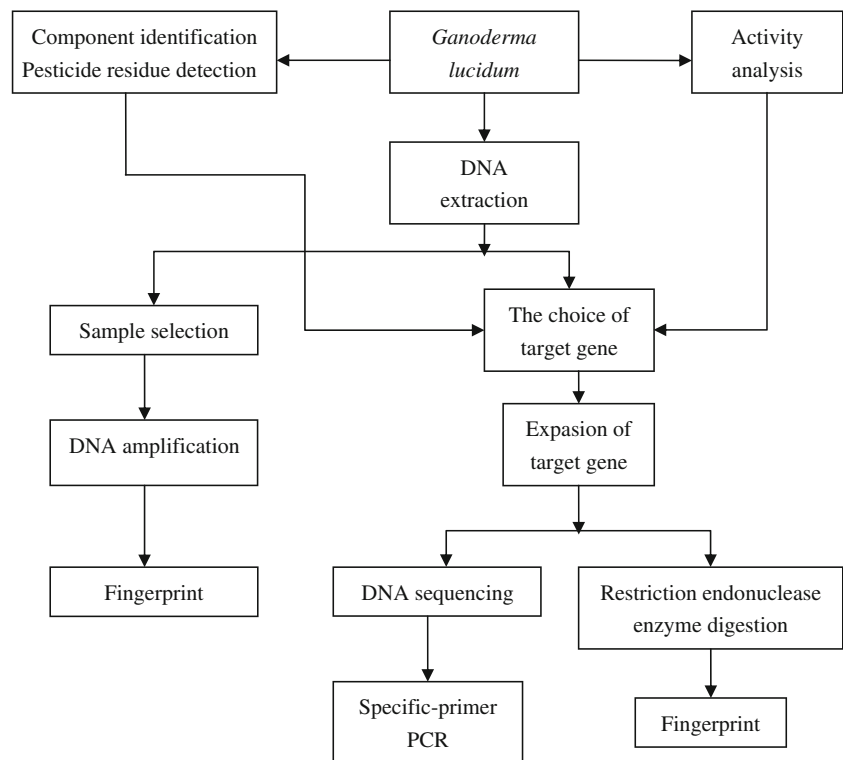 Component identification
Pesticide residue detection
Ganoderma
lucidum
Activity
analysis
DNA
extraction
Sample selection
The choice of
target gene
DNA amplification
Expasion of
target gene
Fingerprint
DNA sequencing
Restriction endonuclease
enzyme digestion
Specific-primer
PCR
Fingerprint